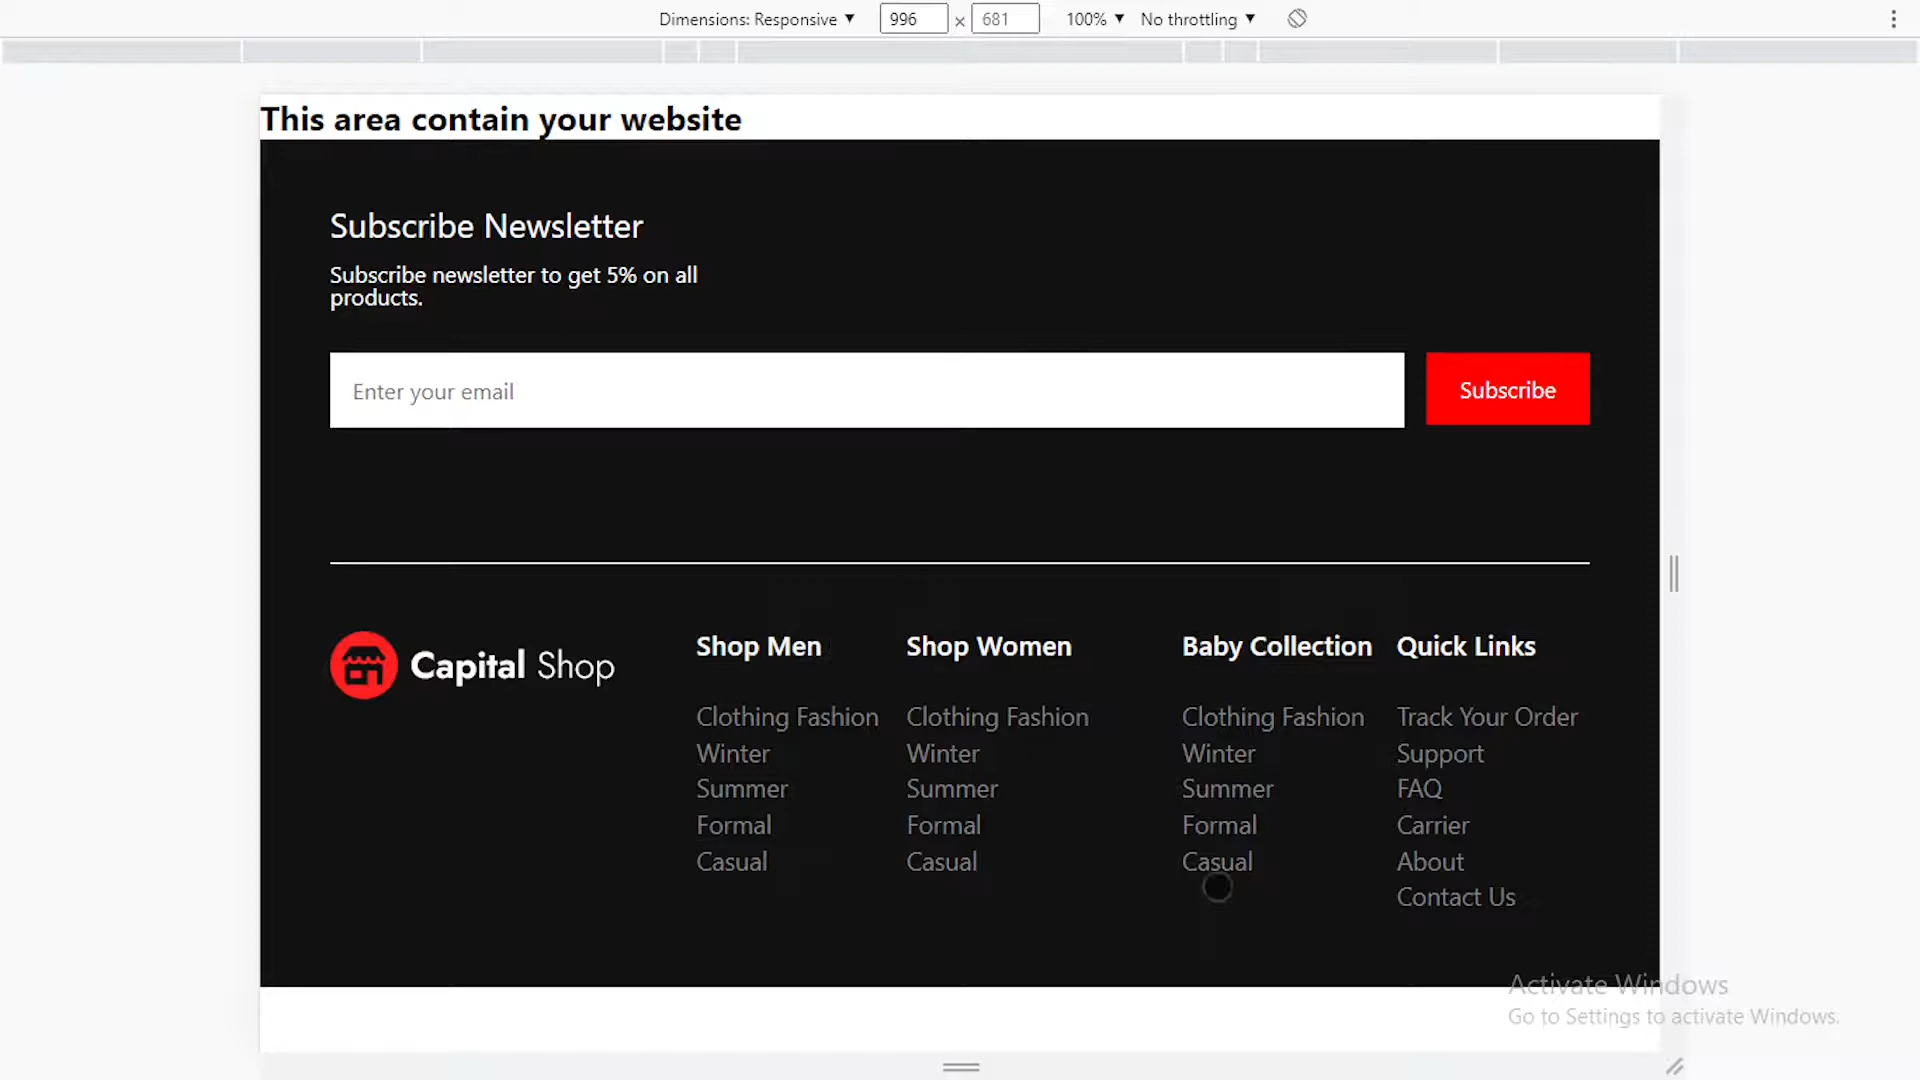 Dimensions: Responsive ▼ 996 x 681 100% ▼ No throttling ▼
This area contain your website
Subscribe Newsletter
Subscribe newsletter to get 5% on all
products.
Enter your email
Subscribe
Capital Shop
Shop Men
Clothing Fashion
Winter
Summer
Formal
Casual
Shop Women
Clothing Fashion
Winter
Summer
Formal
Casual
Baby Collection
Clothing Fashion
Winter
Summer
Formal
Casual
Quick Links
Track Your Order
Support
FAQ
Carrier
About
Contact Us
Activate Windows
Go to Settings to activate Windows.